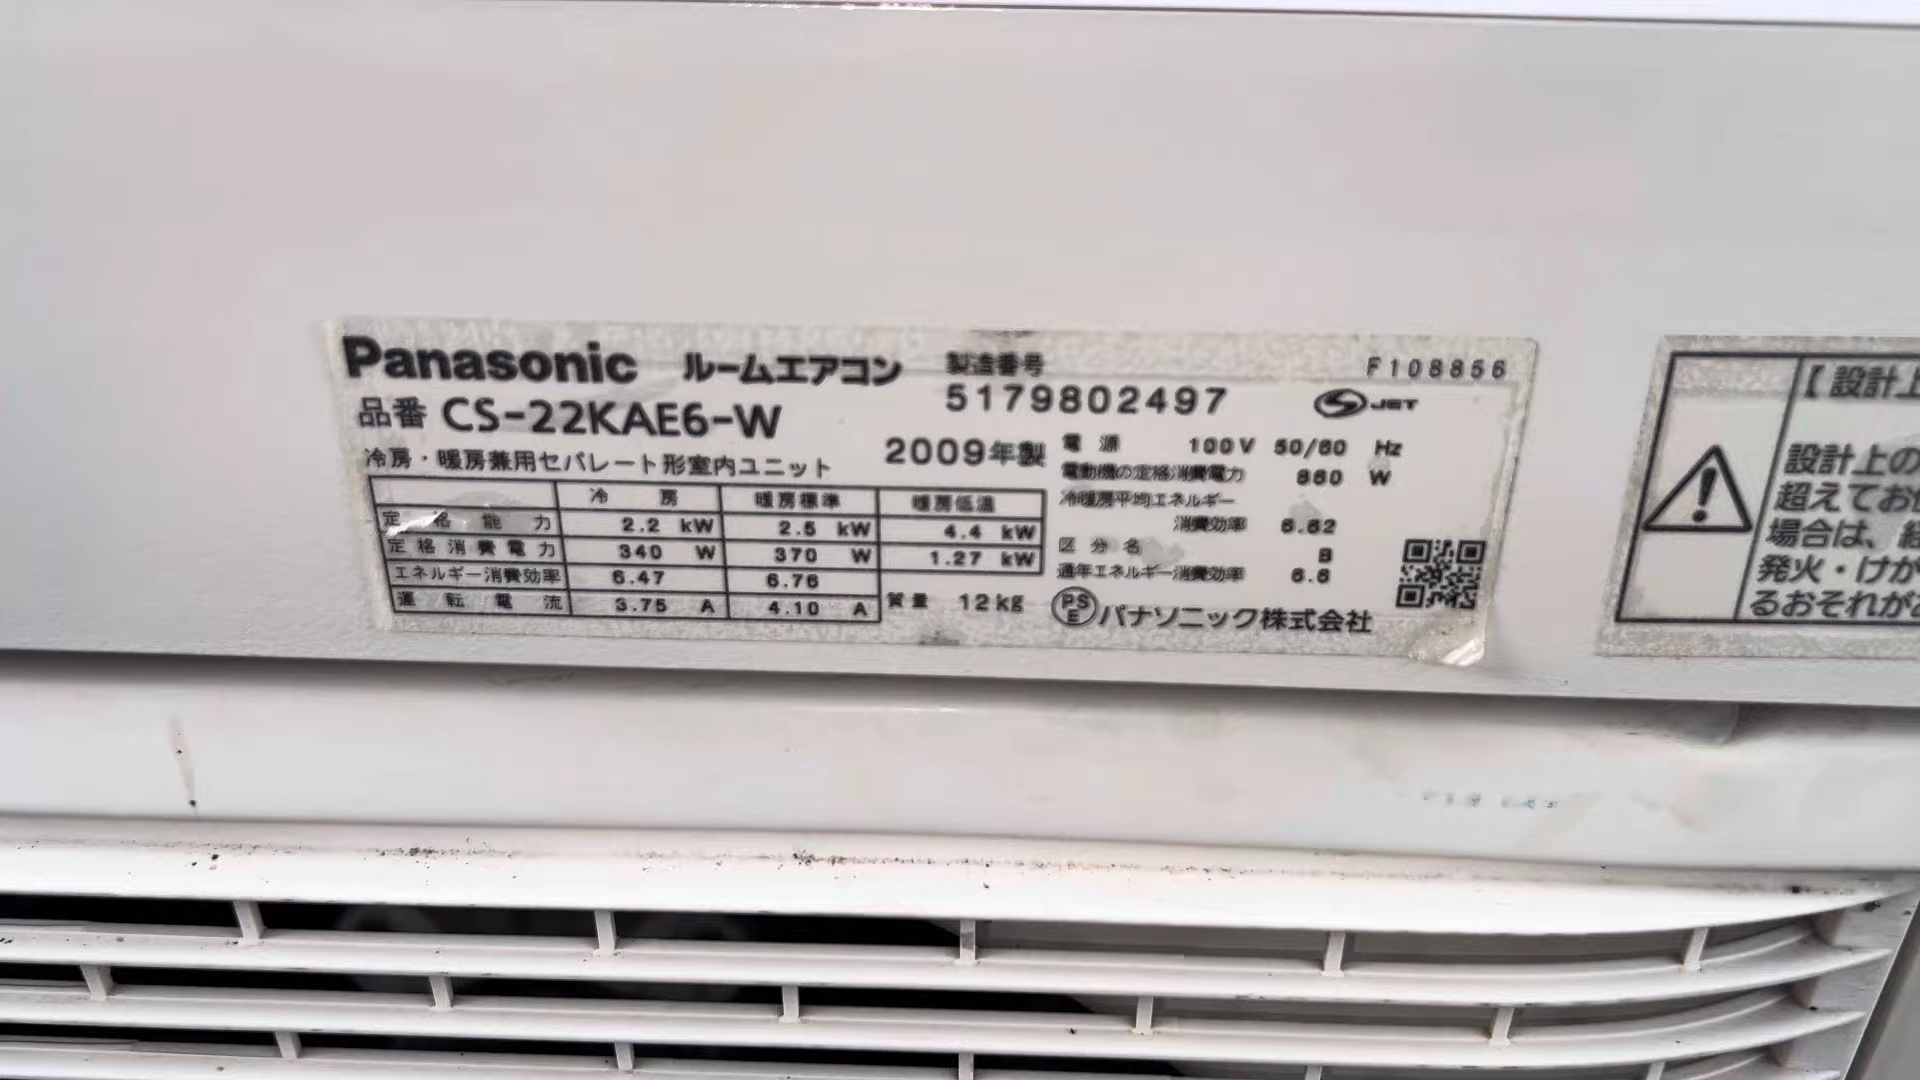 Panasonic ルームエアコン
品番 CS-22KAE6-W
冷房・暖房兼用セパレート形室内ユニット
製造番号
5179802497
2009年製
F108856
JET
冷房 暖房標準 暖房低温
定格能力 2.2 kW 2.5 kW 4.4 kW
定格消費電力 340 W 370 W 1.27 kW
エネルギー消費効率 6.47 6.76
運転電流 3.75 A 4.10 A
質量 12kg
電源 100V 50/60 Hz
電動機の定格消費電力 860 W
冷暖房平均エネルギー
消費効率 6.62
区分名 B
通年エネルギー消費効率 6.6
PSE パナソニック株式会社
【設計上
設計上の
超えてお
場合は、
発火・けが
るおそれが